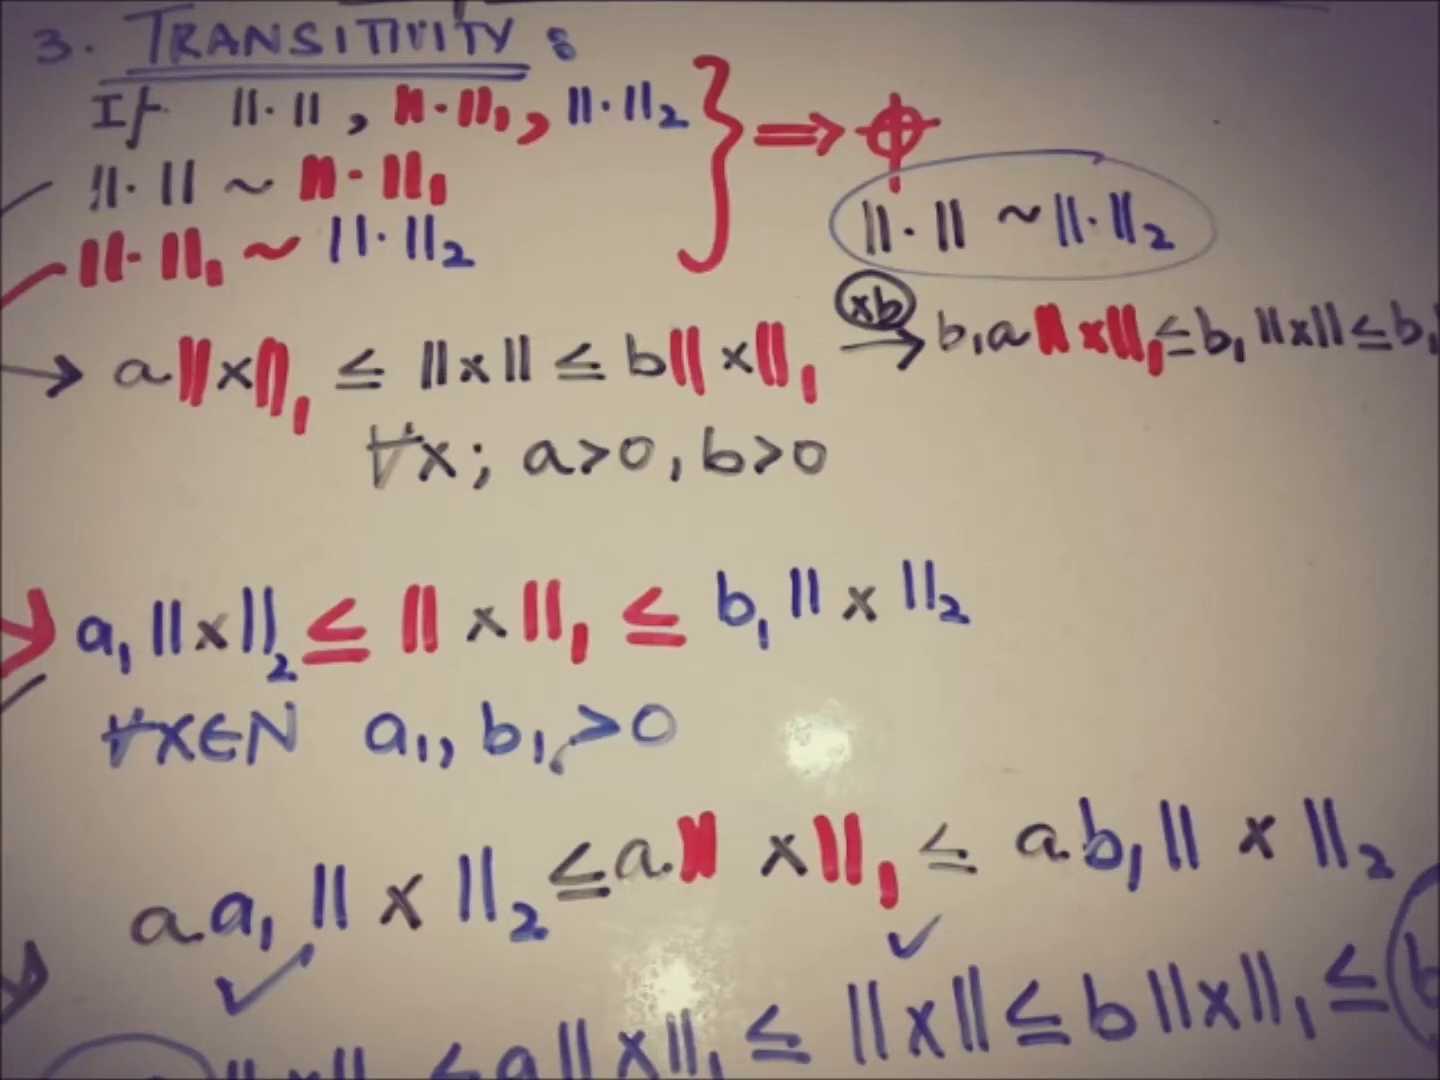 3. TRANSITIVITY :
If ||·|| , ||·||₁ , ||·||₂ } ⇒
||·|| ~ ||·||₁
||·||₁ ~ ||·||₂
||·|| ~ ||·||₂
→ a||x||₁ ≤ ||x|| ≤ b||x||₁
xb → b₁a||x||₁ ≤ b₁||x|| ≤ b₁
∀x; a>0, b>0
a₁||x||₂ ≤ ||x||₁ ≤ b₁||x||₂
∀x∈N a₁, b₁ >0
aa₁||x||₂ ≤ a||x||₁ ≤ ab₁||x||₂
✓ ✓
≤ a||x||₁ ≤ ||x|| ≤ b||x||₁ ≤ b